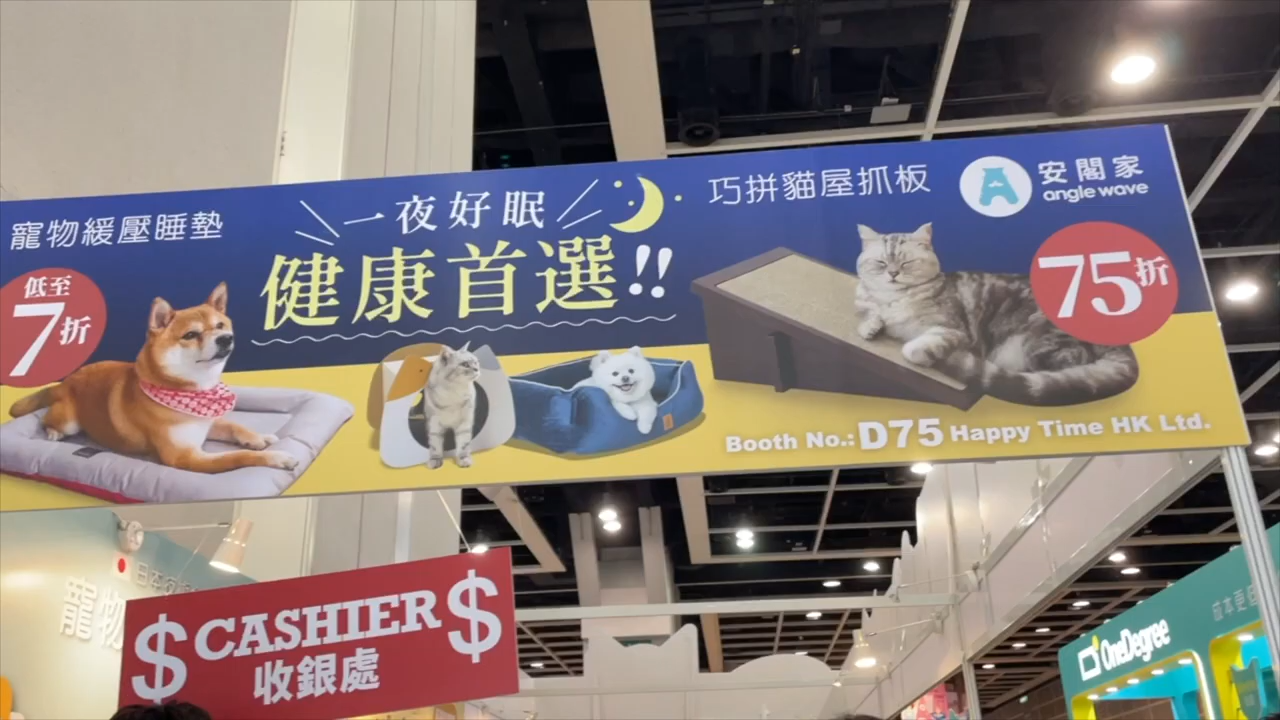 寵物緩壓睡墊
低至
7折
一夜好眠
健康首選!!
巧拼貓屋抓板
安閣家
angle wave
75折
Booth No.: D75 Happy Time HK Ltd.
寵物
$ CASHIER $
收銀處
OneDegree